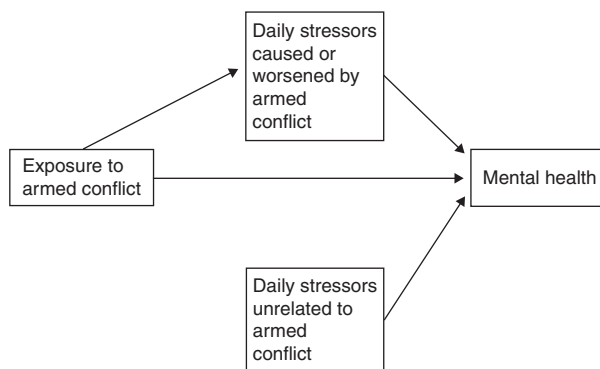 Daily stressors
caused or
worsened by
armed
conflict
Exposure to
armed conflict
Mental health
Daily stressors
unrelated to
armed
conflict